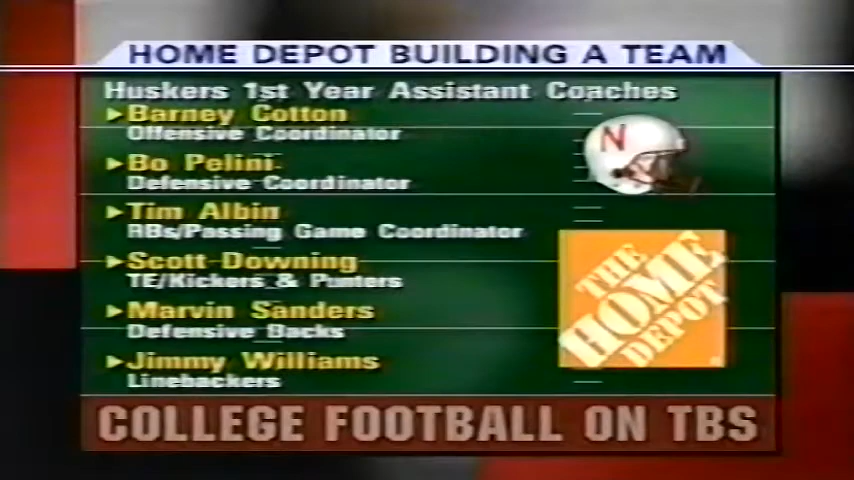 HOME DEPOT BUILDING A TEAM
Huskers 1st Year Assistant Coaches
Barney Cotton
Offensive Coordinator
Bo Pelini
Defensive Coordinator
Tim Albin
RBs/Passing Game Coordinator
Scott Downing
TE/Kickers & Punters
Marvin Sanders
Defensive Backs
Jimmy Williams
Linebackers
N
THE
HOME
DEPOT
COLLEGE FOOTBALL ON TBS